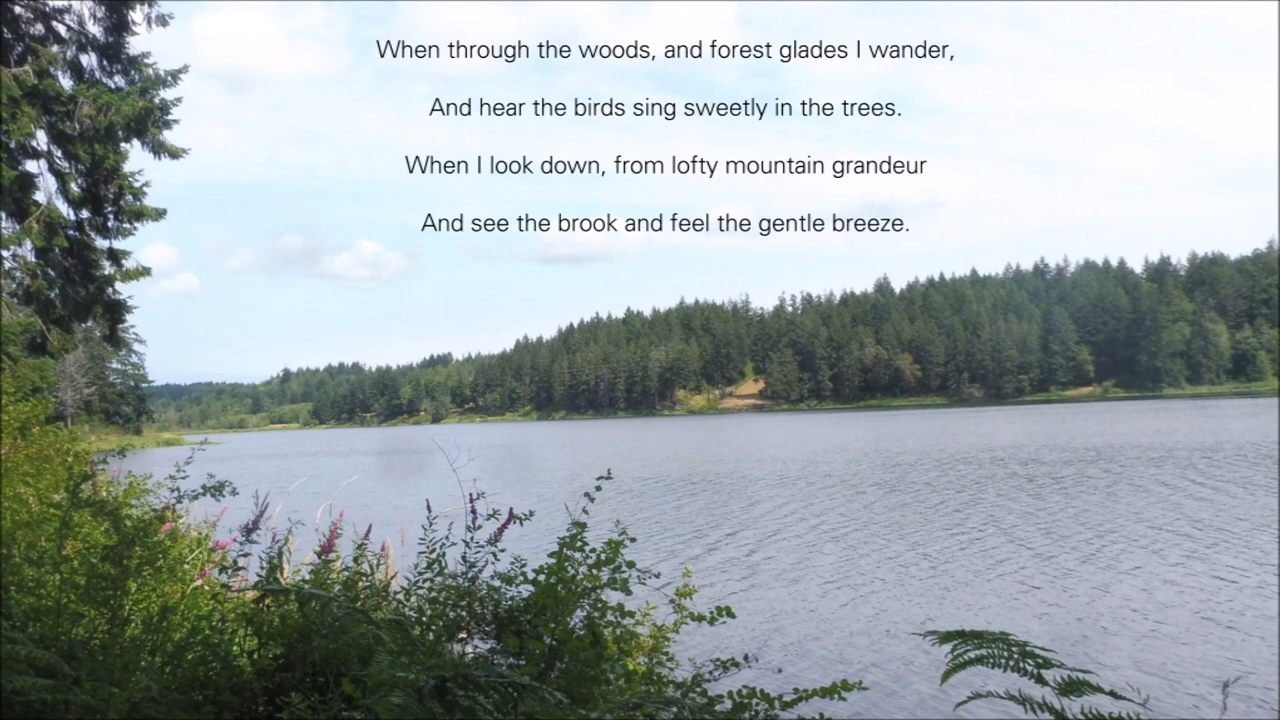 When through the woods, and forest glades I wander,
And hear the birds sing sweetly in the trees.
When I look down, from lofty mountain grandeur
And see the brook and feel the gentle breeze.